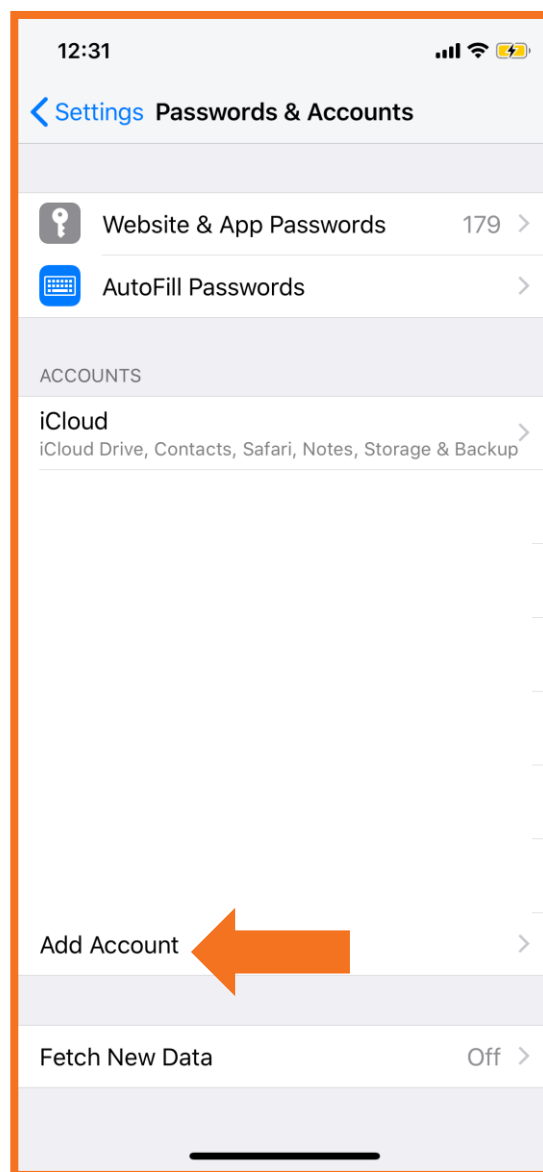 12:31
Settings Passwords & Accounts
Website & App Passwords 179
AutoFill Passwords
ACCOUNTS
iCloud
iCloud Drive, Contacts, Safari, Notes, Storage & Backup
Add Account
Fetch New Data Off